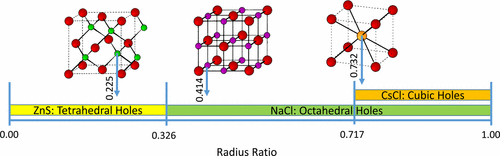 0.225
0.414
0.732
CsCl: Cubic Holes
ZnS: Tetrahedral Holes
NaCl: Octahedral Holes
0.00
0.326
0.717
1.00
Radius Ratio